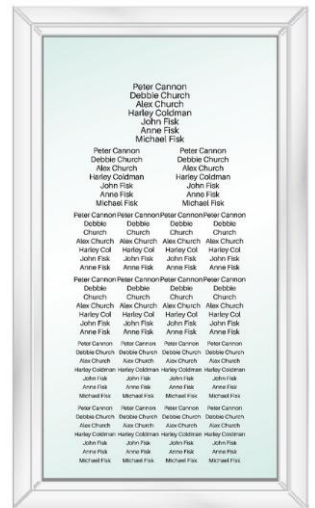 Peter Cannon
Debbie Church
Alex Church
Harley Coldman
John Fisk
Anne Fisk
Michael Fisk
Peter Cannon Peter Cannon
Debbie Church Debbie Church
Alex Church Alex Church
Harley Coldman Harley Coldman
John Fisk John Fisk
Anne Fisk Anne Fisk
Michael Fisk Michael Fisk
Peter Cannon Peter Cannon Peter Cannon Peter Cannon
Debbie Debbie Debbie Debbie
Church Church Church Church
Alex Church Alex Church Alex Church Alex Church
Harley Col Harley Col Harley Col Harley Col
John Fisk John Fisk John Fisk John Fisk
Anne Fisk Anne Fisk Anne Fisk Anne Fisk
Peter Cannon Peter Cannon Peter Cannon Peter Cannon
Debbie Debbie Debbie Debbie
Church Church Church Church
Alex Church Alex Church Alex Church Alex Church
Harley Col Harley Col Harley Col Harley Col
John Fisk John Fisk John Fisk John Fisk
Anne Fisk Anne Fisk Anne Fisk Anne Fisk
Peter Cannon Peter Cannon Peter Cannon Peter Cannon
Debbie Church Debbie Church Debbie Church Debbie Church
Alex Church Alex Church Alex Church Alex Church
Harley Coldman Harley Coldman Harley Coldman Harley Coldman
John Fisk John Fisk John Fisk John Fisk
Anne Fisk Anne Fisk Anne Fisk Anne Fisk
Michael Fisk Michael Fisk Michael Fisk Michael Fisk
Peter Cannon Peter Cannon Peter Cannon Peter Cannon
Debbie Church Debbie Church Debbie Church Debbie Church
Alex Church Alex Church Alex Church Alex Church
Harley Coldman Harley Coldman Harley Coldman Harley Coldman
John Fisk John Fisk John Fisk John Fisk
Anne Fisk Anne Fisk Anne Fisk Anne Fisk
Michael Fisk Michael Fisk Michael Fisk Michael Fisk